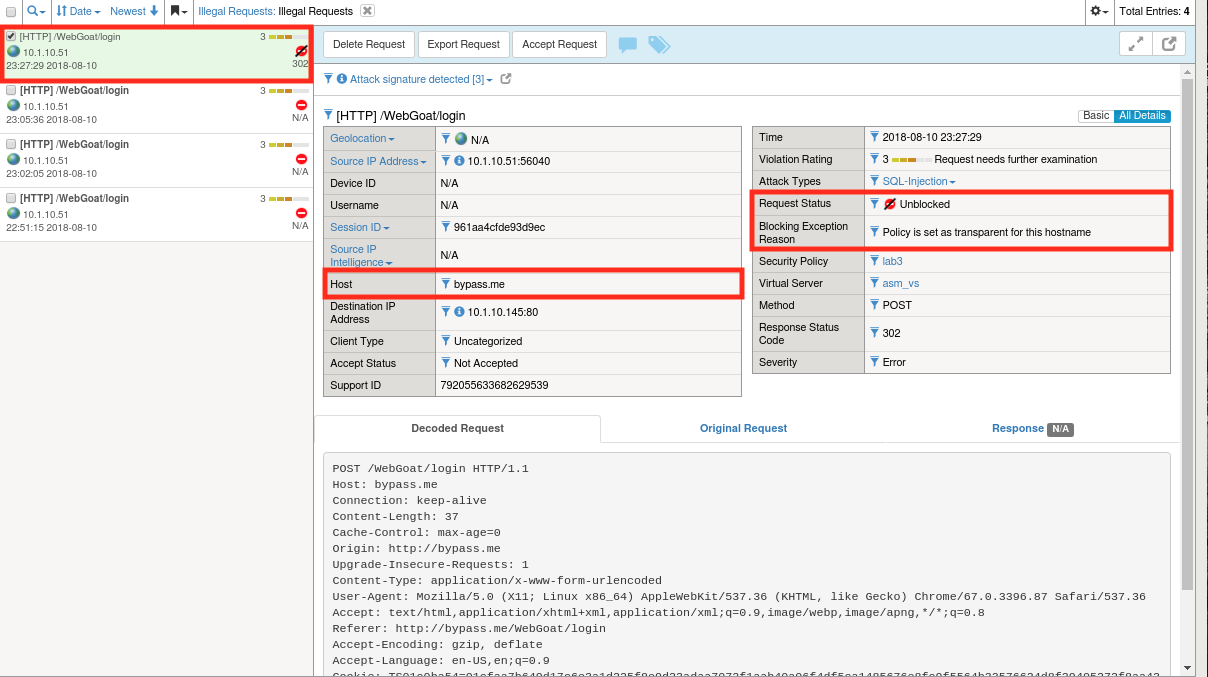 Date Newest Illegal Requests: Illegal Requests Total Entries: 4
[HTTP] /WebGoat/login 3
10.1.10.51
23:27:29 2018-08-10 302
[HTTP] /WebGoat/login 3
10.1.10.51
23:05:36 2018-08-10 N/A
[HTTP] /WebGoat/login 3
10.1.10.51
23:02:05 2018-08-10 N/A
[HTTP] /WebGoat/login 3
10.1.10.51
22:51:15 2018-08-10 N/A
Delete Request Export Request Accept Request
Attack signature detected [3]
[HTTP] /WebGoat/login Basic All Details
Geolocation N/A
Source IP Address 10.1.10.51:56040
Device ID N/A
Username N/A
Session ID 961aa4cfde93d9ec
Source IP
Intelligence N/A
Host bypass.me
Destination IP
Address 10.1.10.145:80
Client Type Uncategorized
Accept Status Not Accepted
Support ID 792055633682629539
Time 2018-08-10 23:27:29
Violation Rating 3 Request needs further examination
Attack Types SQL-Injection
Request Status Unblocked
Blocking Exception
Reason Policy is set as transparent for this hostname
Security Policy lab3
Virtual Server asm_vs
Method POST
Response Status
Code 302
Severity Error
Decoded Request Original Request Response N/A
POST /WebGoat/login HTTP/1.1
Host: bypass.me
Connection: keep-alive
Content-Length: 37
Cache-Control: max-age=0
Origin: http://bypass.me
Upgrade-Insecure-Requests: 1
Content-Type: application/x-www-form-urlencoded
User-Agent: Mozilla/5.0 (X11; Linux x86_64) AppleWebKit/537.36 (KHTML, like Gecko) Chrome/67.0.3396.87 Safari/537.36
Accept: text/html,application/xhtml+xml,application/xml;q=0.9,image/webp,image/apng,*/*;q=0.8
Referer: http://bypass.me/WebGoat/login
Accept-Encoding: gzip, deflate
Accept-Language: en-US,en;q=0.9